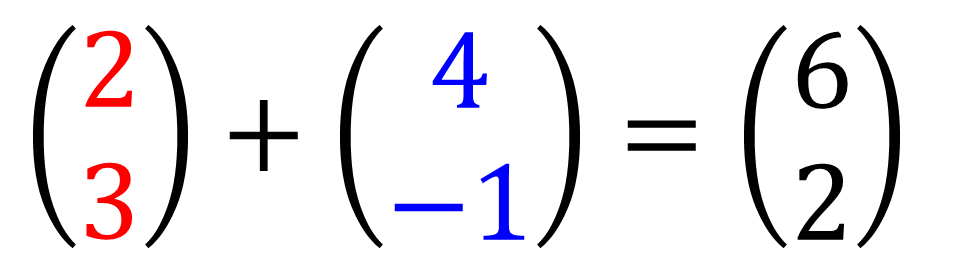 (2 3) + (4 −1) = (6 2)